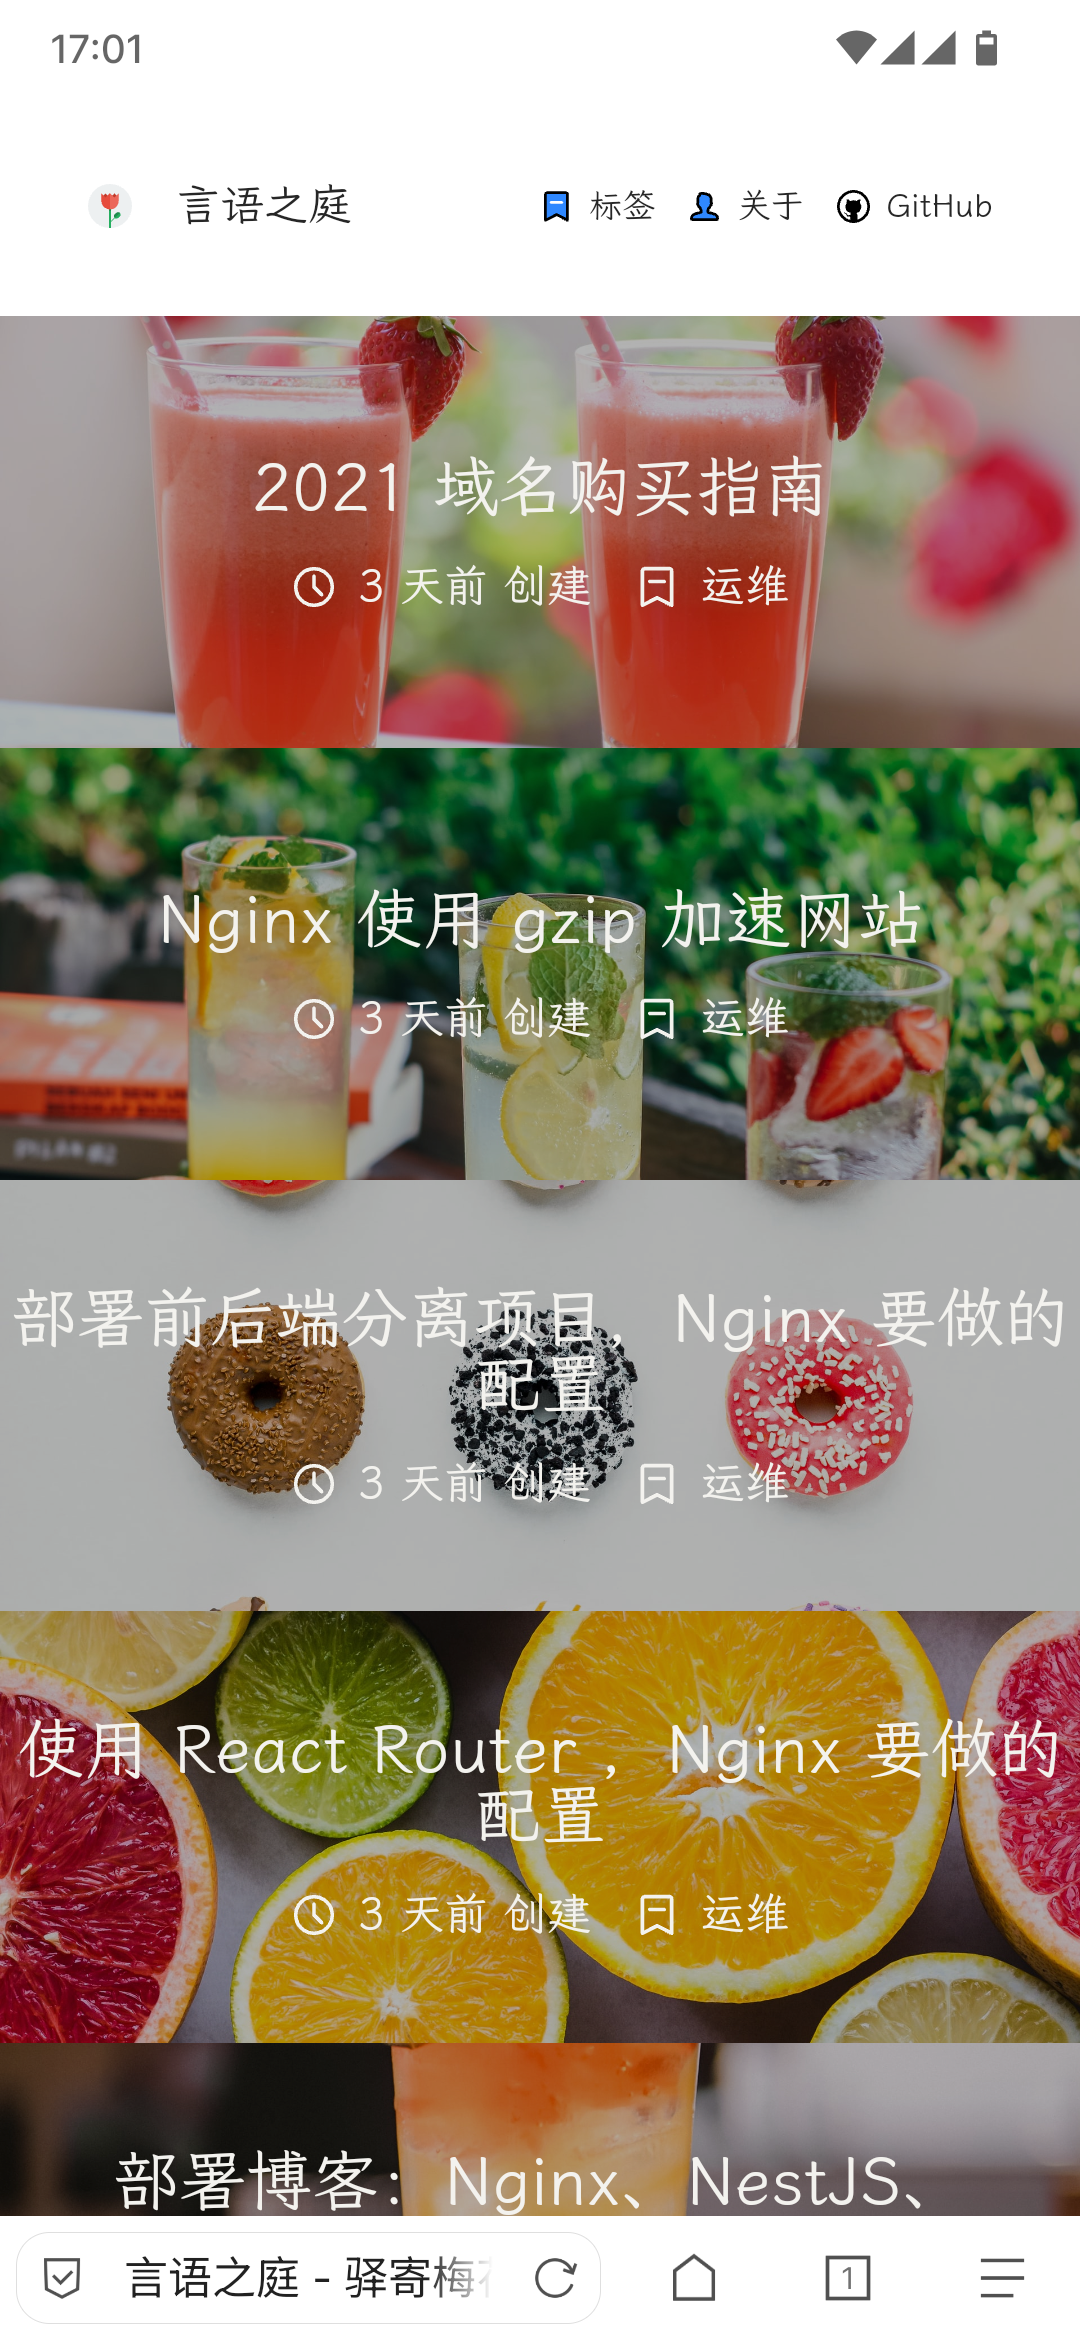 17:01
言语之庭 标签 关于 GitHub
2021 域名购买指南
3 天前 创建 运维
Nginx 使用 gzip 加速网站
3 天前 创建 运维
部署前后端分离项目，Nginx 要做的
配置
3 天前 创建 运维
使用 React Router ，Nginx 要做的
配置
3 天前 创建 运维
部署博客：Nginx、NestJS、
言语之庭 - 驿寄梅
1